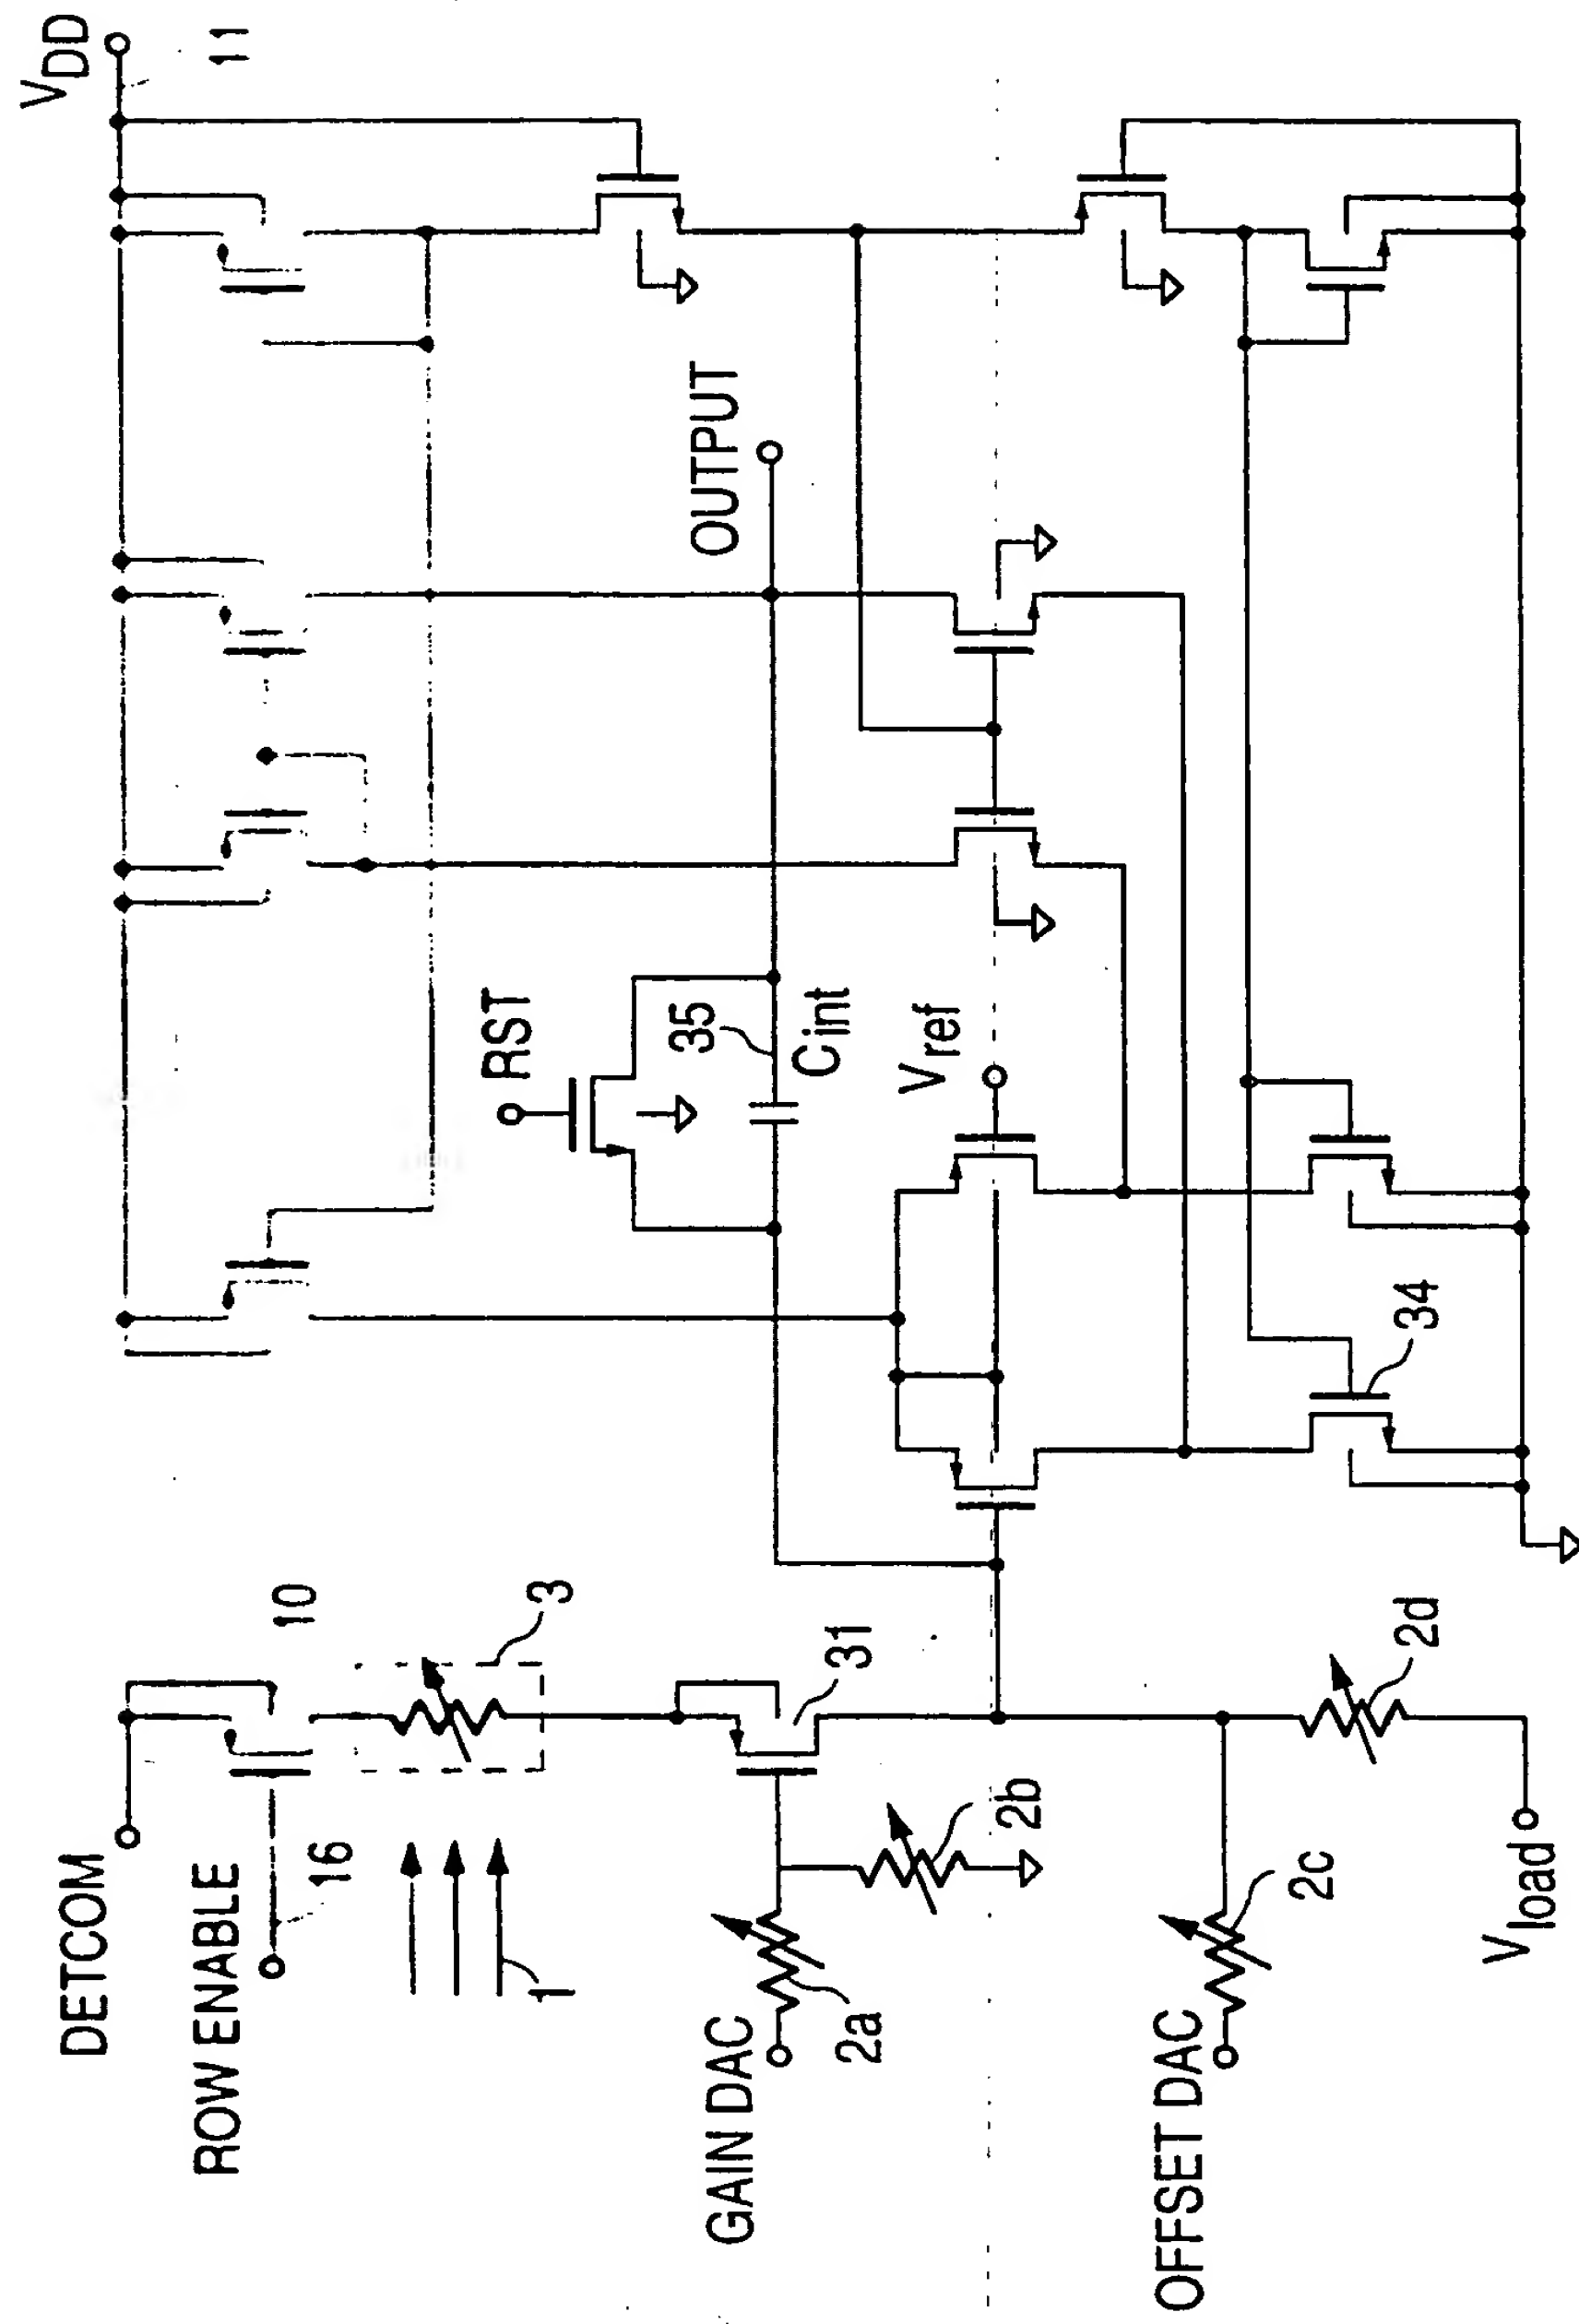 DETCOM
ROW ENABLE
16
10
1
3
GAIN DAC
2a
2b
31
OFFSET DAC
2c
2d
Vload
RST
35
Cint
Vref
34
OUTPUT
VDD
11